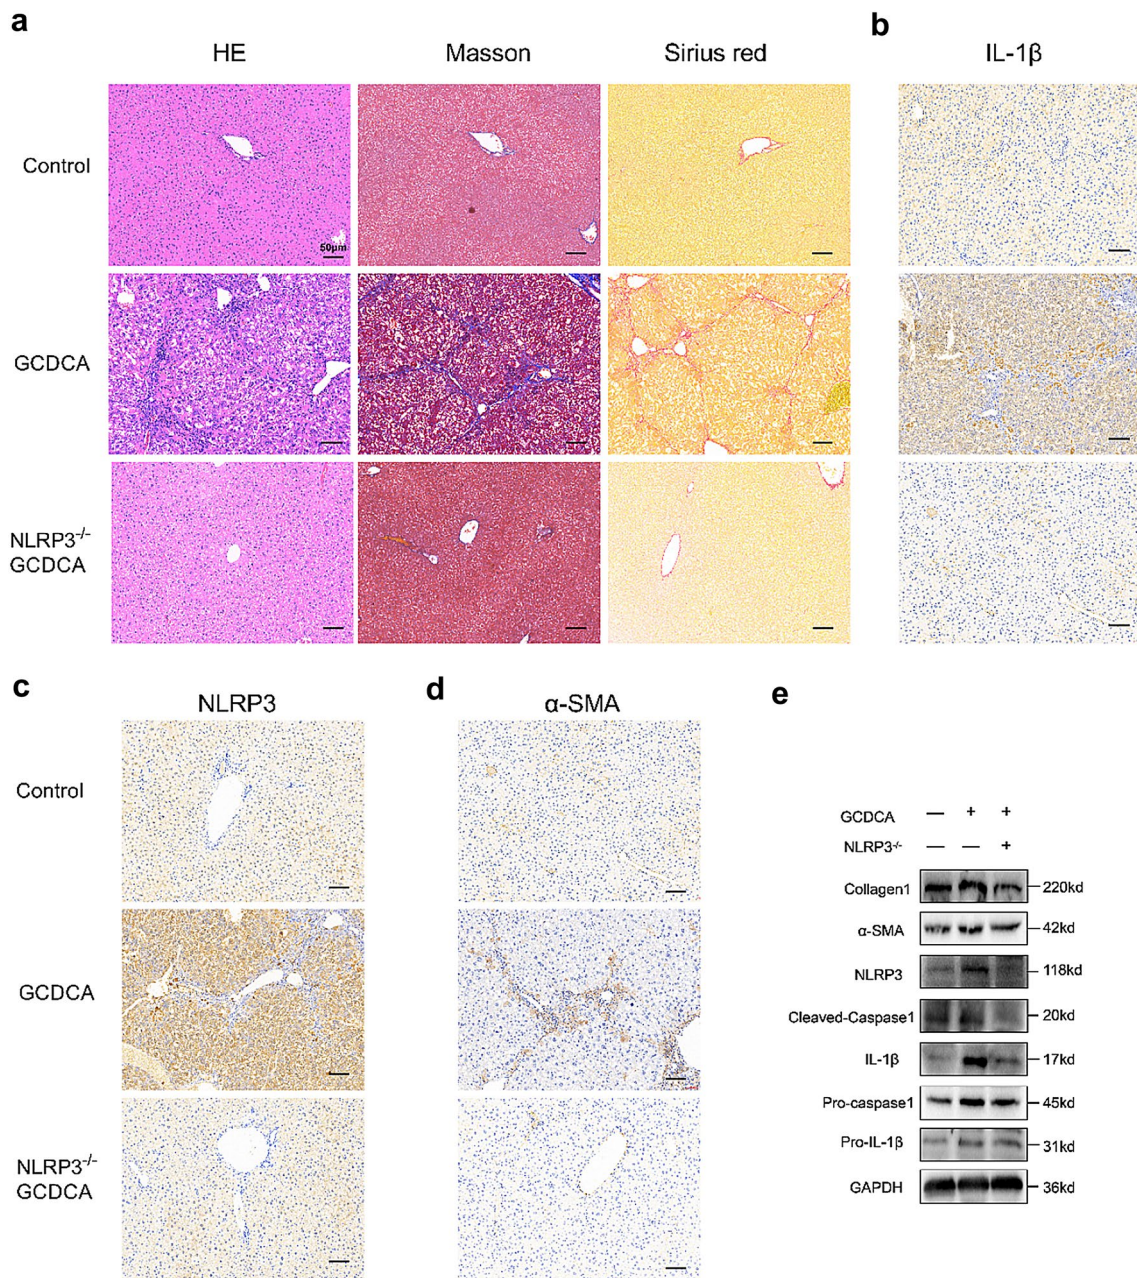 a
b
HE Masson Sirius red IL-1β
Control
50μm
GCDCA
NLRP3⁻/⁻
GCDCA
c
d
e
NLRP3 α-SMA
Control
GCDCA
NLRP3⁻/⁻
GCDCA
GCDCA — + +
NLRP3⁻/⁻ — — +
Collagen1 220kd
α-SMA 42kd
NLRP3 118kd
Cleaved-Caspase1 20kd
IL-1β 17kd
Pro-caspase1 45kd
Pro-IL-1β 31kd
GAPDH 36kd